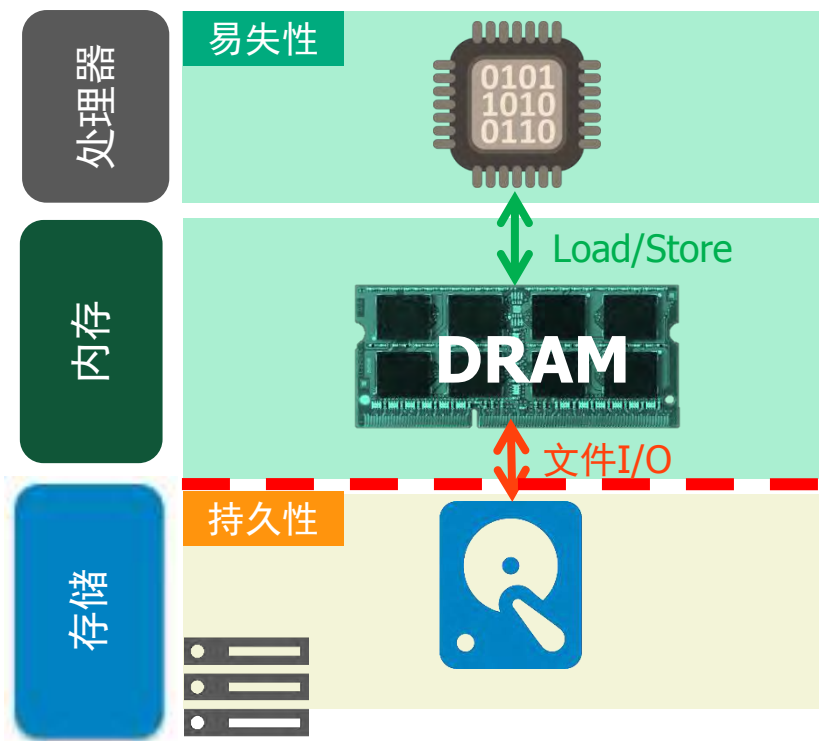 处理器
易失性
0101
1010
0110
Load/Store
内存
DRAM
文件I/O
持久性
存储